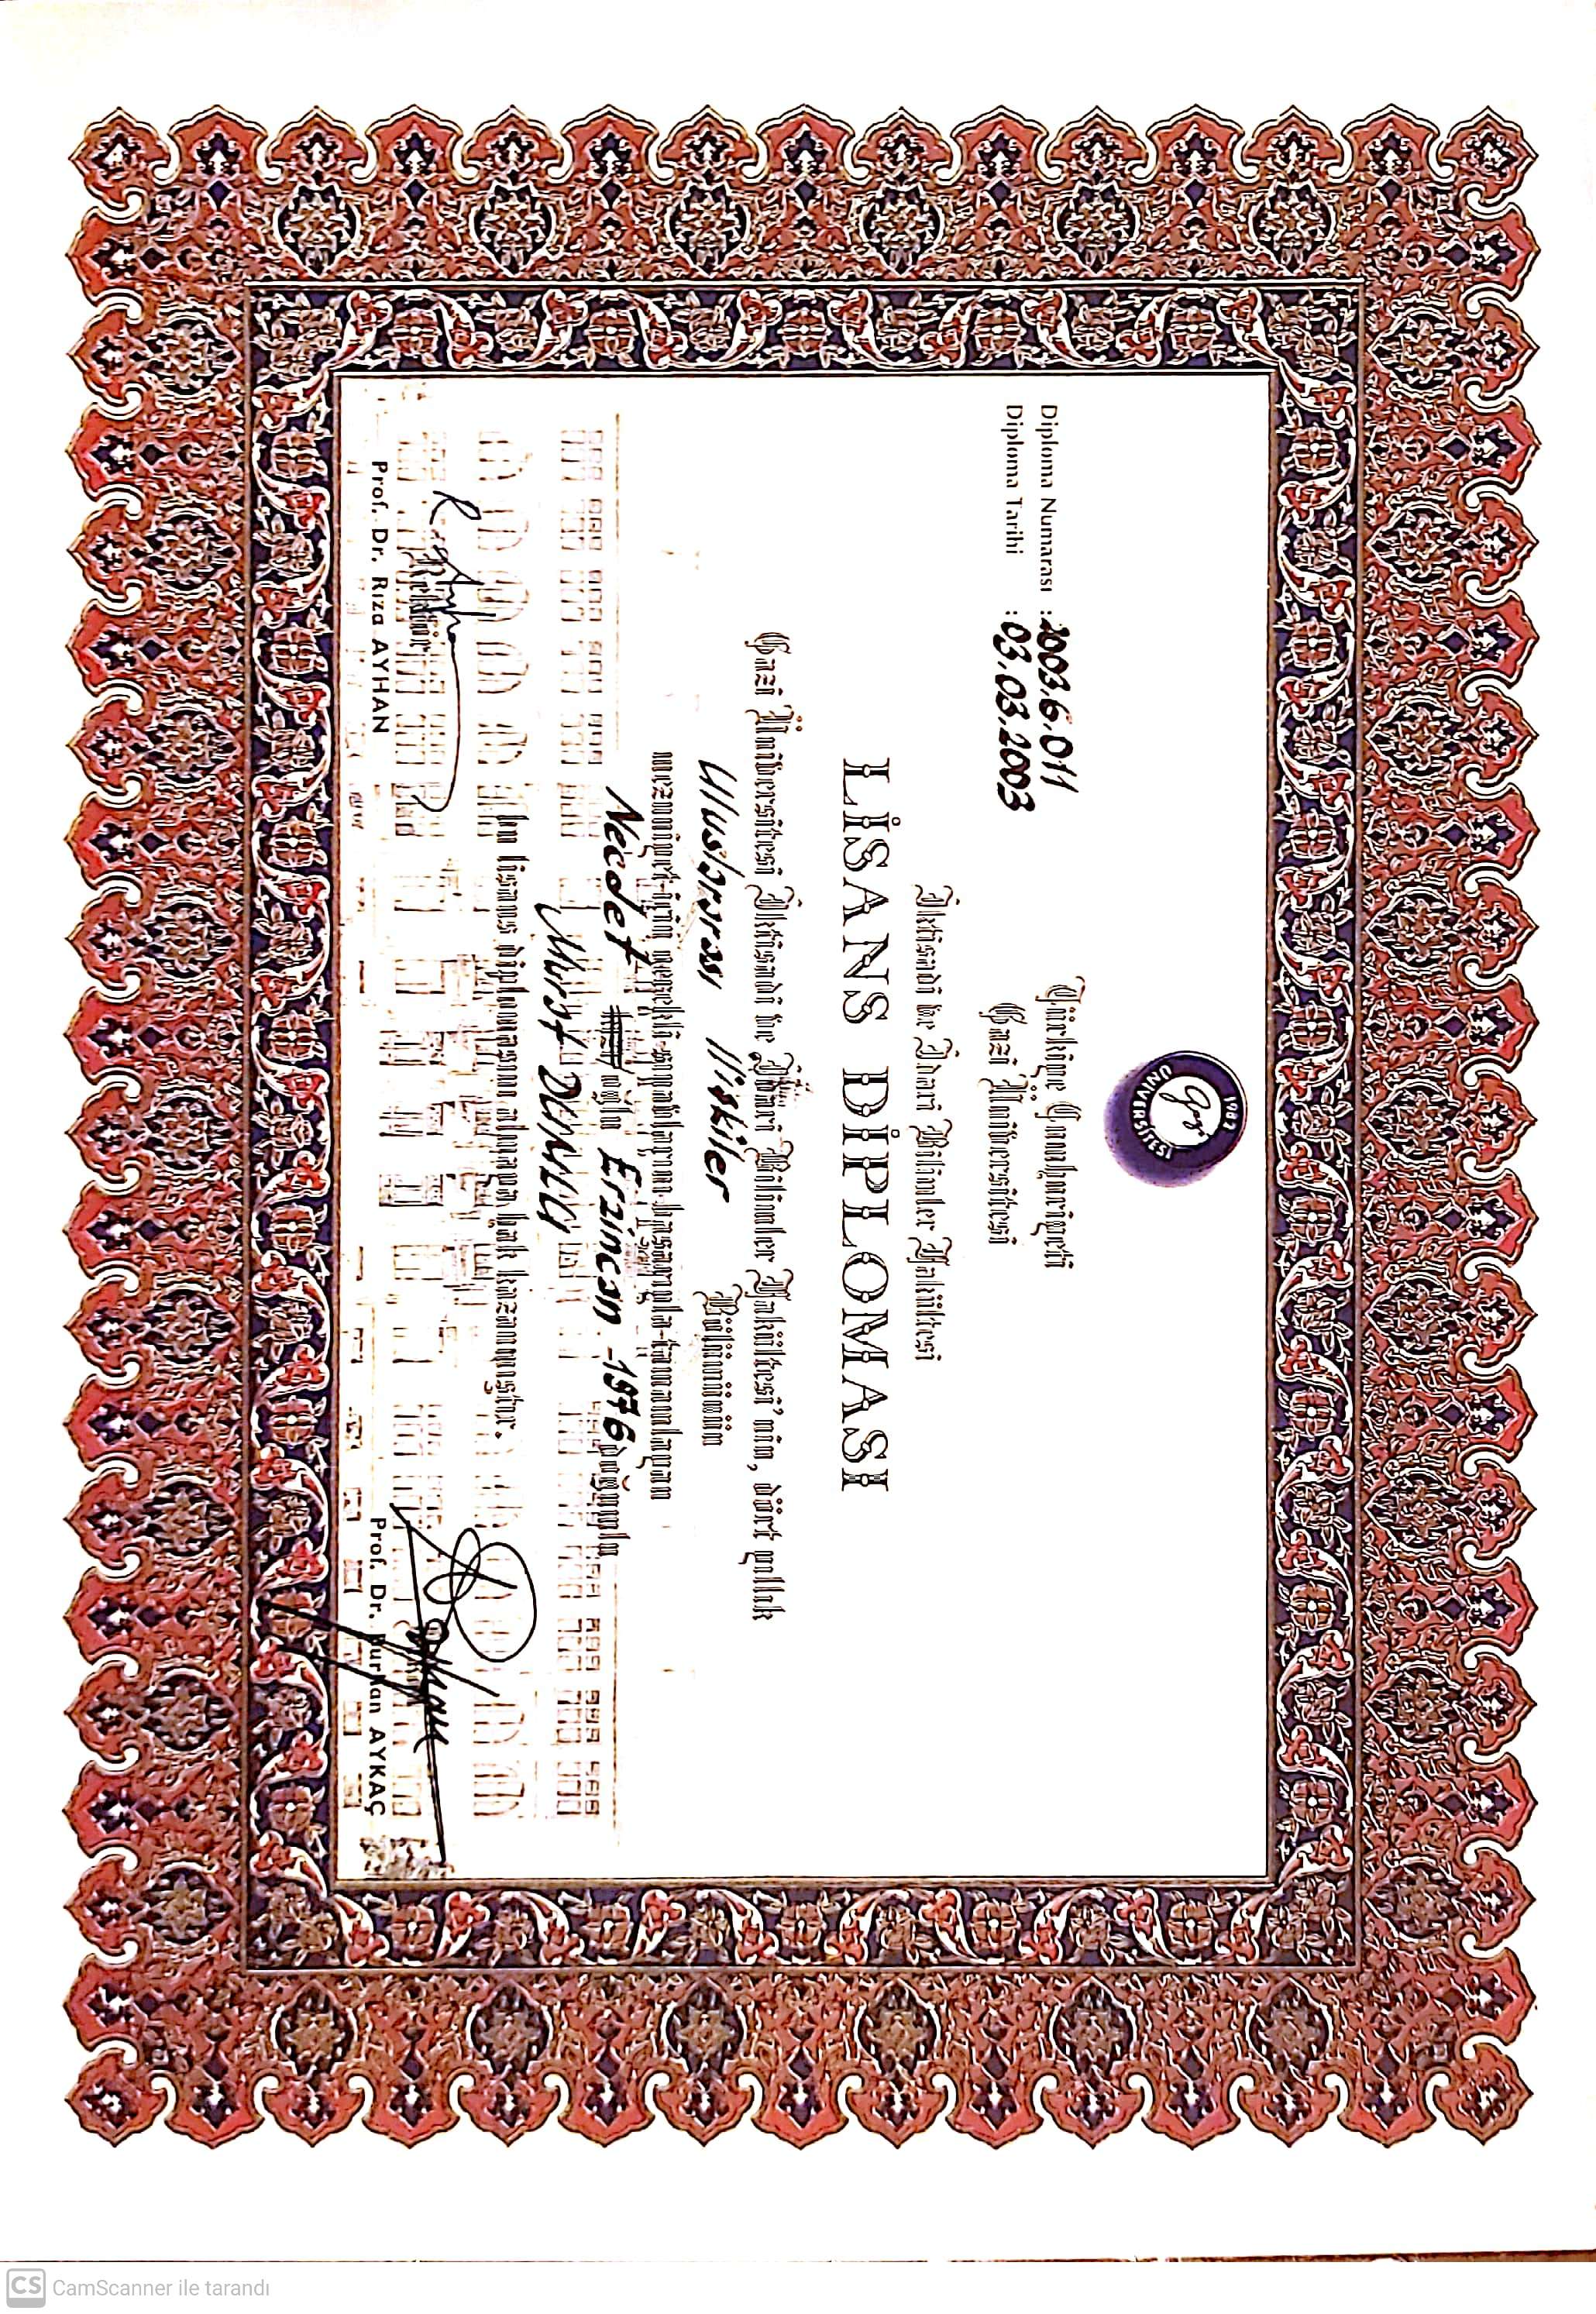 1982
gazi
ÜNİVERSİTESİ
Türkiye Cumhuriyeti
Gazi Üniversitesi
Diploma Numarası : 2003.6.011
Diploma Tarihi : 03.03.2003
İktisadi ve İdari Bilimler Fakültesi
LİSANS DİPLOMASI
Gazi Üniversitesi İktisadi ve İdari Bilimler Fakültesi'nin, dört yıllık
Uluslararası İlişkiler Bölümünün
mezuniyet için gerekli sınavlarını başarıyla tamamlayan
Necdet oğlu Erzincan - 1976 doğumlu
Murat
bu lisans diplomasını almaya hak kazanmıştır.
Rektör
Prof. Dr. Rıza AYHAN
Prof. Dr. Burhan AYKAÇ
CS CamScanner ile tarandı